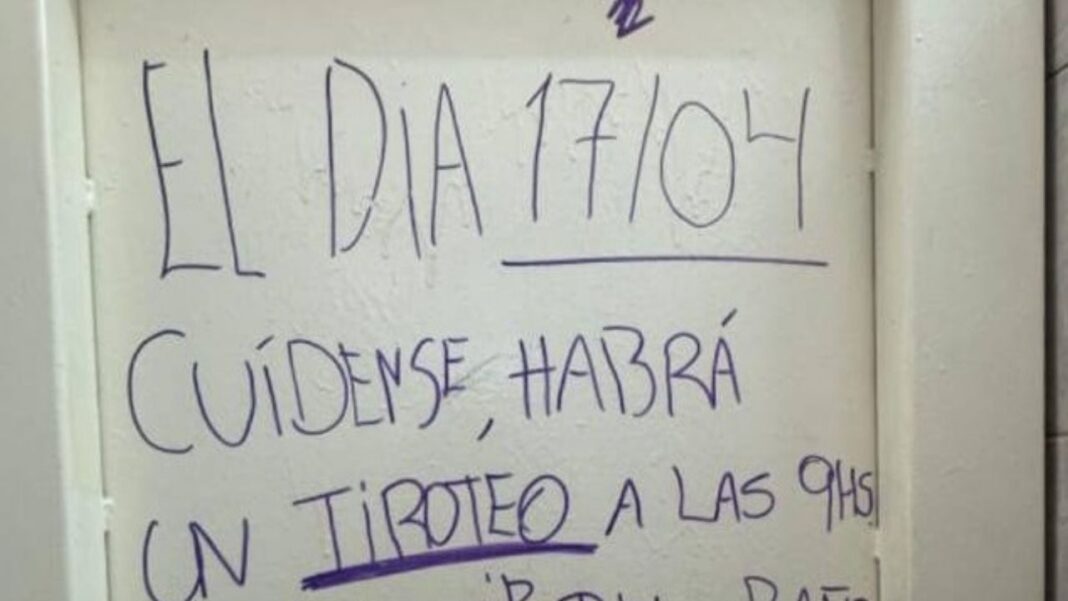 EL DiA 17/04
CUÍDENSE, HABRÁ
UN TiROTEO A LAS 9HS